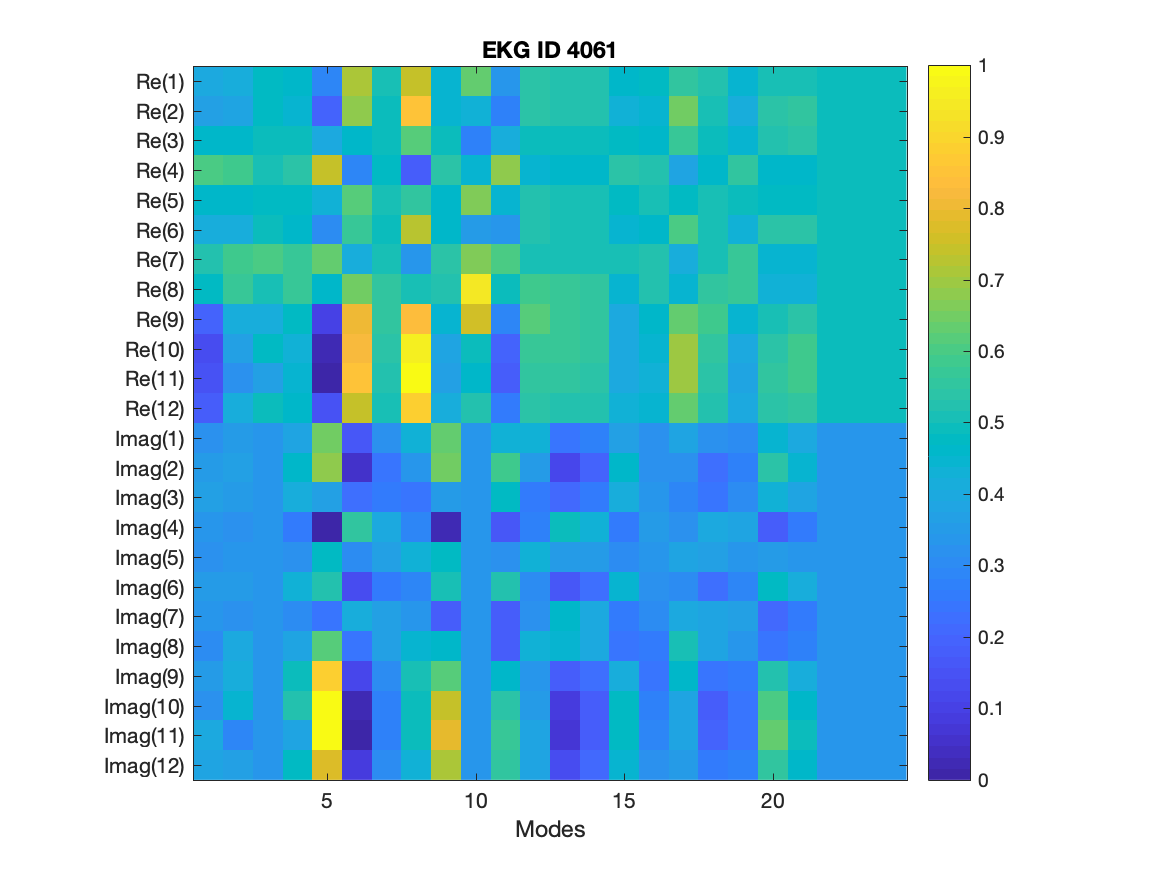 EKG ID 4061
Re(1)
Re(2)
Re(3)
Re(4)
Re(5)
Re(6)
Re(7)
Re(8)
Re(9)
Re(10)
Re(11)
Re(12)
Imag(1)
Imag(2)
Imag(3)
Imag(4)
Imag(5)
Imag(6)
Imag(7)
Imag(8)
Imag(9)
Imag(10)
Imag(11)
Imag(12)
5 10 15 20
Modes
1
0.9
0.8
0.7
0.6
0.5
0.4
0.3
0.2
0.1
0